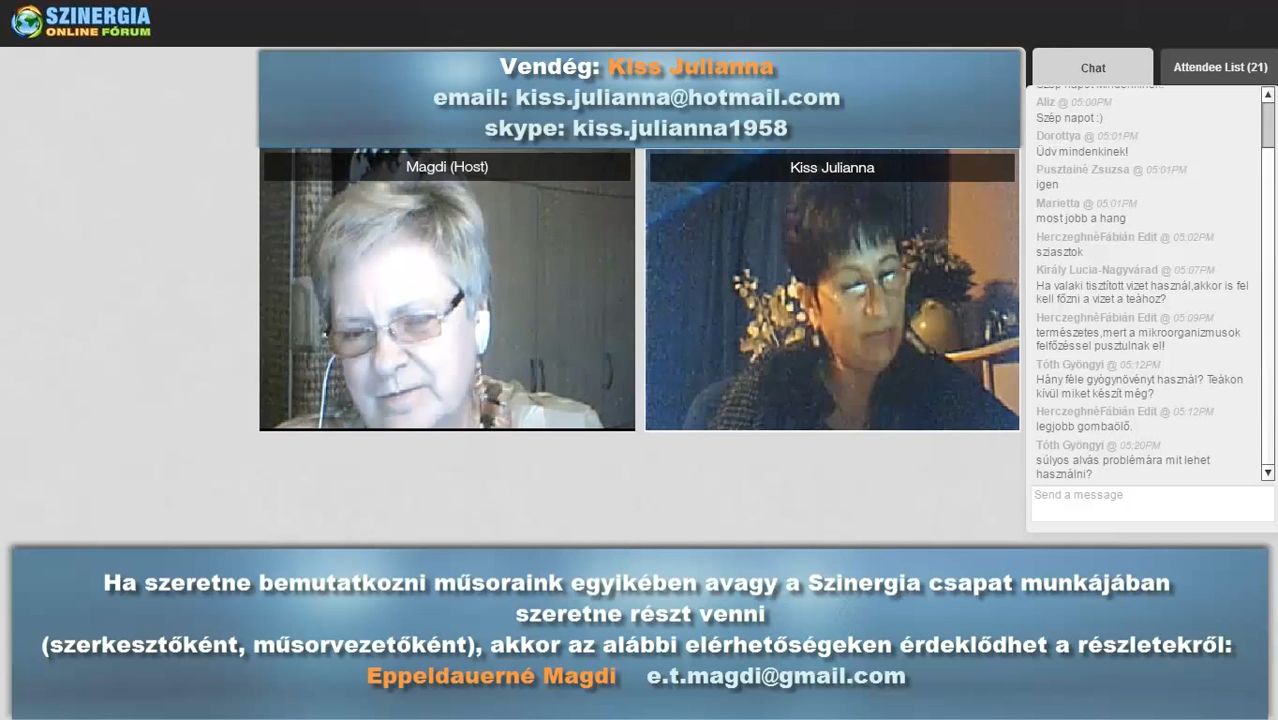 SZINERGIA
ONLINE FÓRUM
Vendég: Kiss Julianna
email: kiss.julianna@hotmail.com
skype: kiss.julianna1958
Magdi (Host)
Kiss Julianna
Chat
Attendee List (21)
Aliz @ 05:00PM
Szép napot :)
Dorottya @ 05:01PM
Üdv mindenkinek!
Pusztainé Zsuzsa @ 05:01PM
igen
Marietta @ 05:01PM
most jobb a hang
HerczeghnéFábián Edit @ 05:02PM
sziasztok
Király Lucia-Nagyvárad @ 05:07PM
Ha valaki tisztított vizet használ,akkor is fel
kell főzni a vizet a teához?
HerczeghnéFábián Edit @ 05:09PM
természetes,mert a mikroorganizmusok
felfőzéssel pusztulnak el!
Tóth Gyöngyi @ 05:12PM
Hány féle gyógynövényt használ? Teákon
kívül miket készít még?
HerczeghnéFábián Edit @ 05:12PM
legjobb gombaölő.
Tóth Gyöngyi @ 05:20PM
súlyos alvás problémára mit lehet
használni?
Send a message
Ha szeretne bemutatkozni műsoraink egyikében avagy a Szinergia csapat munkájában
szeretne részt venni
(szerkesztőként, műsorvezetőként), akkor az alábbi elérhetőségeken érdeklődhet a részletekről:
Eppeldauerné Magdi e.t.magdi@gmail.com